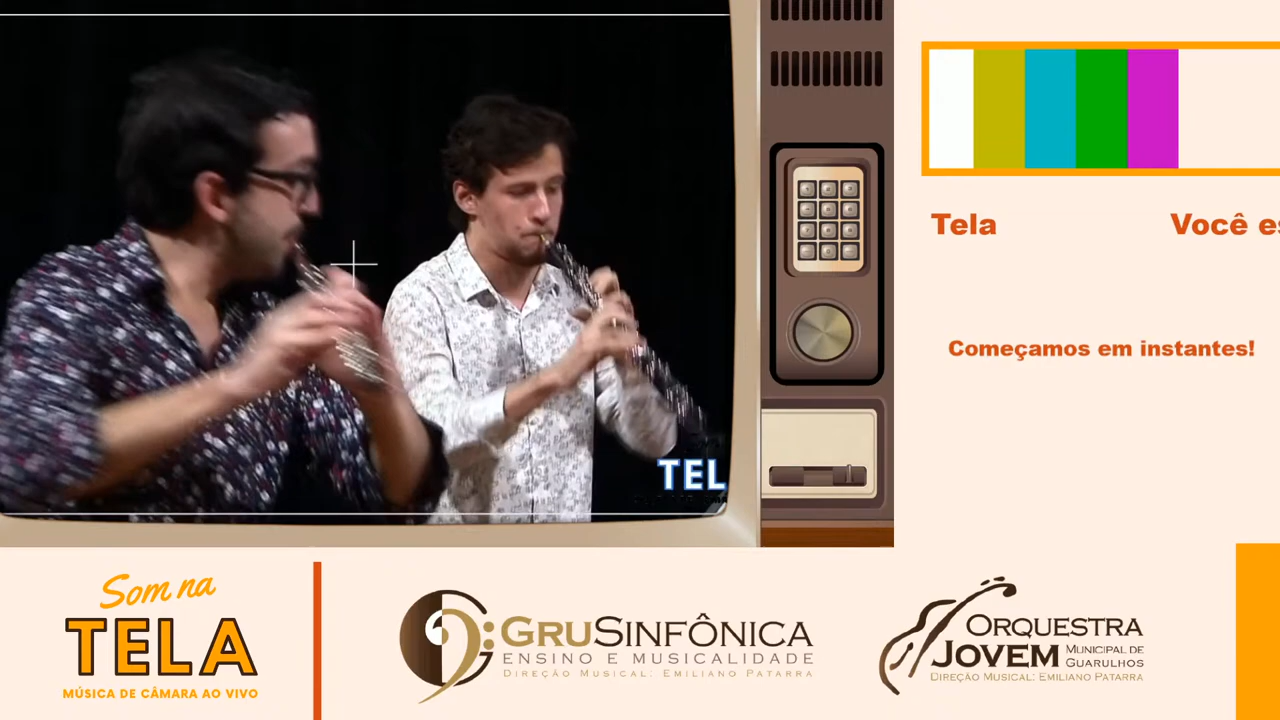 TEL
Tela
Você es
Começamos em instantes!
Som na
TELA
MÚSICA DE CÂMARA AO VIVO
GRUSINFÔNICA
ENSINO E MUSICALIDADE
DIREÇÃO MUSICAL: EMILIANO PATARRA
ORQUESTRA
JOVEM MUNICIPAL DE
GUARULHOS
DIREÇÃO MUSICAL: EMILIANO PATARRA